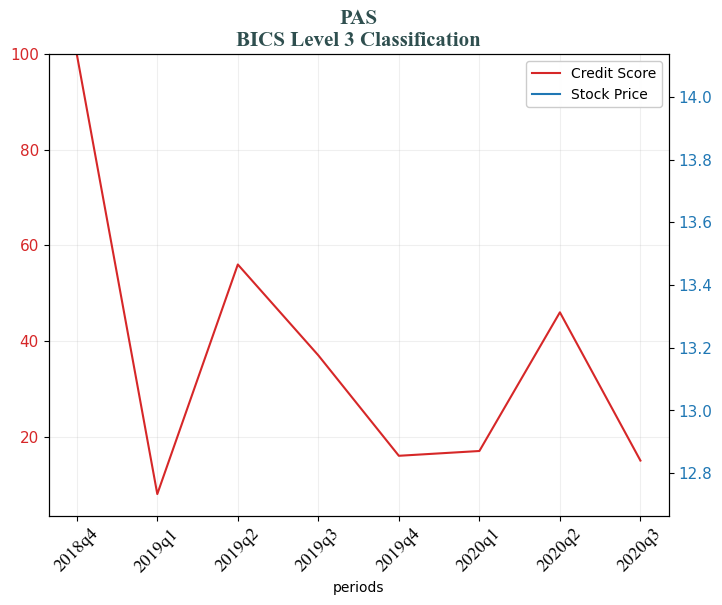 PAS
BICS Level 3 Classification
Credit Score
Stock Price
100
80
60
40
20
14.0
13.8
13.6
13.4
13.2
13.0
12.8
2018q4
2019q1
2019q2
2019q3
2019q4
2020q1
2020q2
2020q3
periods